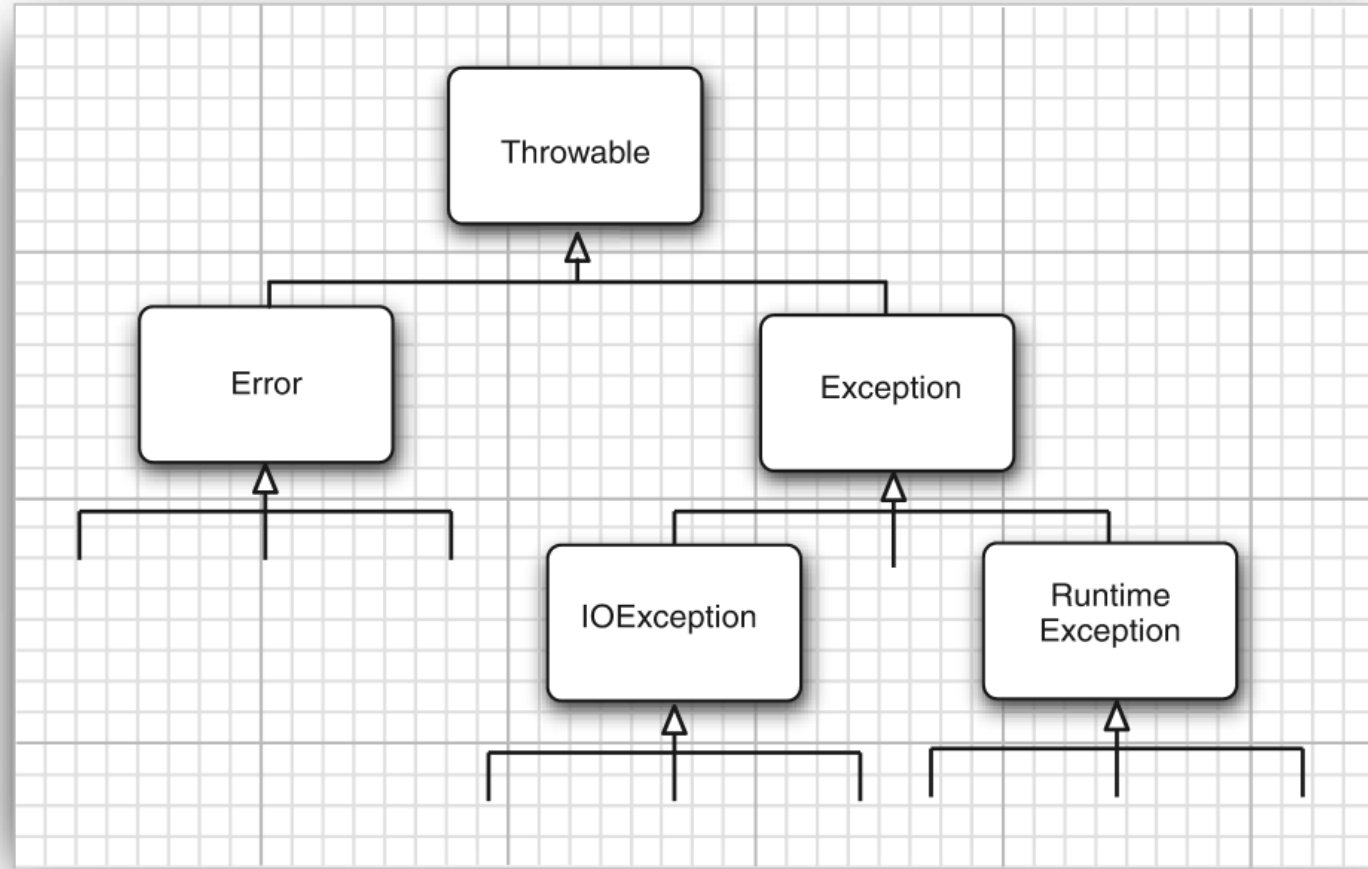 Throwable
Error
Exception
IOException
Runtime
Exception